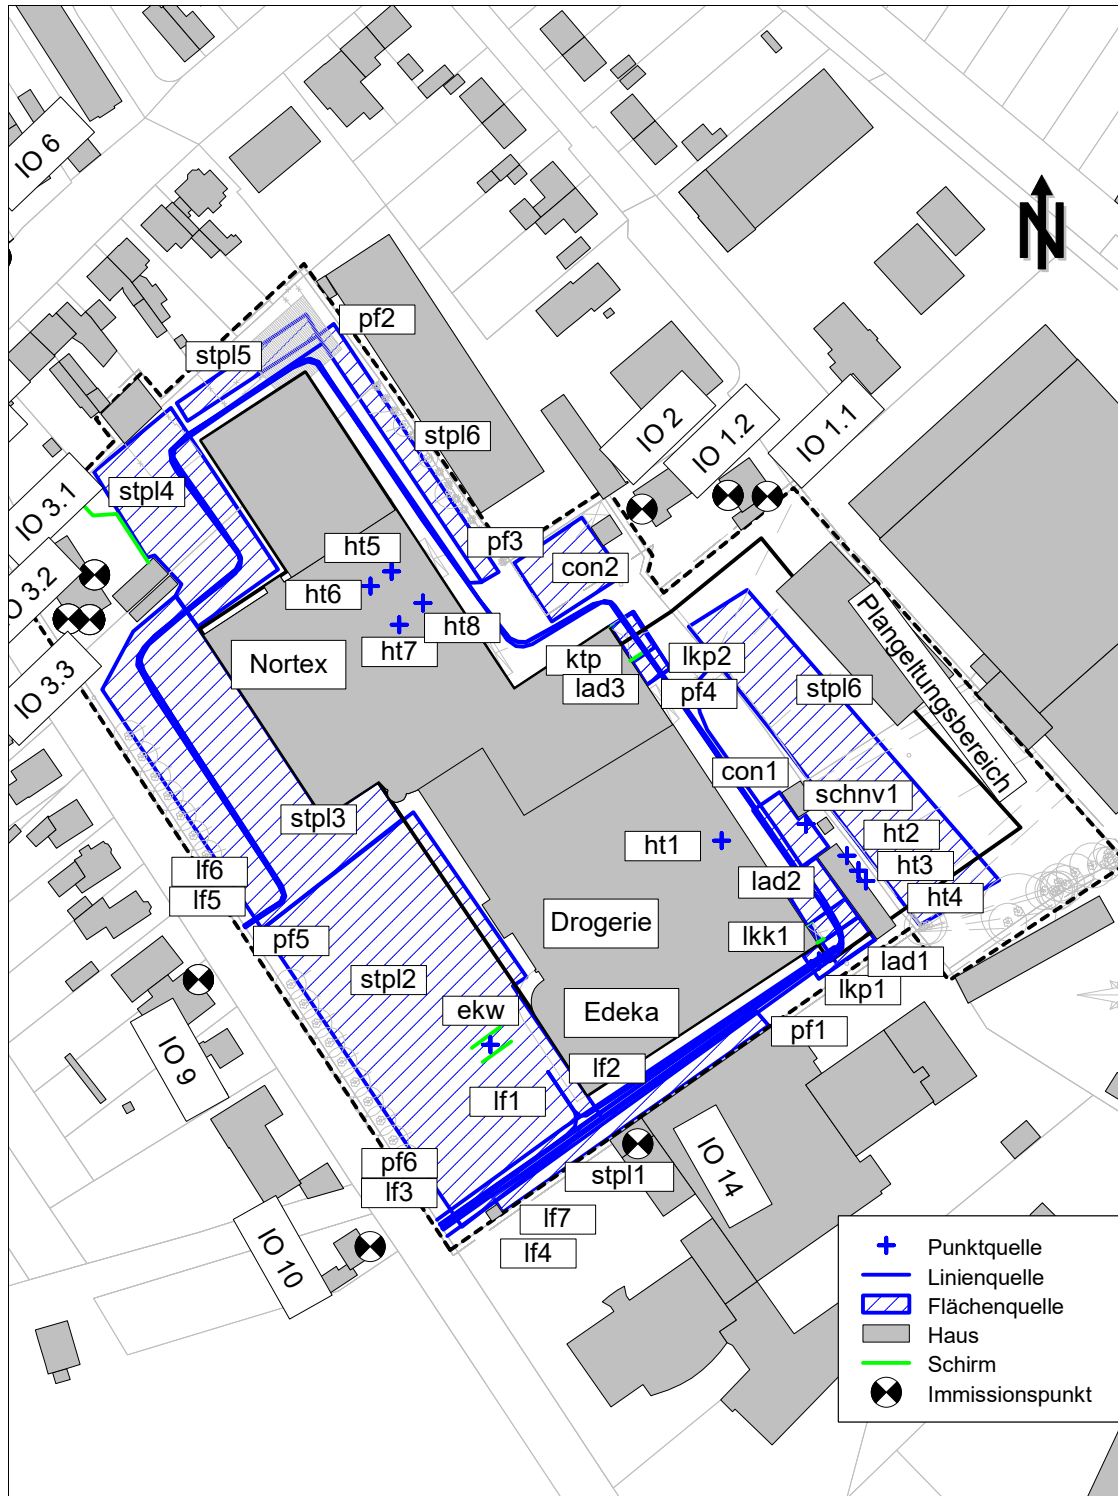 IO 6
N
pf2
stpl5
stpl6
IO 2
IO 1.2
IO 1.1
IO 3.1
stpl4
ht5
pf3
con2
ht6
ht8
ht7
3.2
Nortex
ktp
lkp2
lad3
pf4
stpl6
Plangeltungsbereich
IO 3.3
con1
schnv1
stpl3
ht1
ht2
ht3
ht4
lf6
lf5
lad2
Drogerie
lkk1
pf5
lad1
stpl2
lkp1
ekw
Edeka
pf1
IO 9
lf2
lf1
pf6
lf3
stpl1
IO 14
lf7
lf4
IO 10
Punktquelle
Linienquelle
Flächenquelle
Haus
Schirm
Immissionspunkt